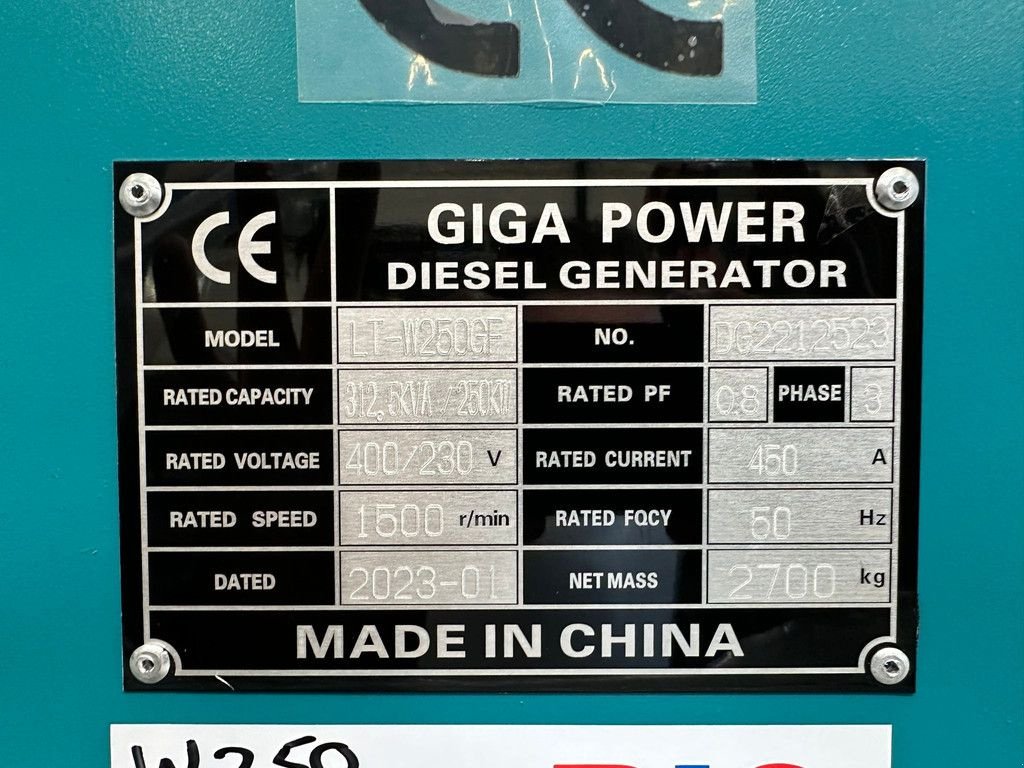 CE
GIGA POWER
DIESEL GENERATOR
MODEL LT-W250GF NO. DG2212523
RATED CAPACITY 312.5KVA/250KW RATED PF 0.8 PHASE 3
RATED VOLTAGE 400/230 V RATED CURRENT 450 A
RATED SPEED 1500 r/min RATED FQCY 50 Hz
DATED 2023-01 NET MASS 2700 kg
MADE IN CHINA
W250